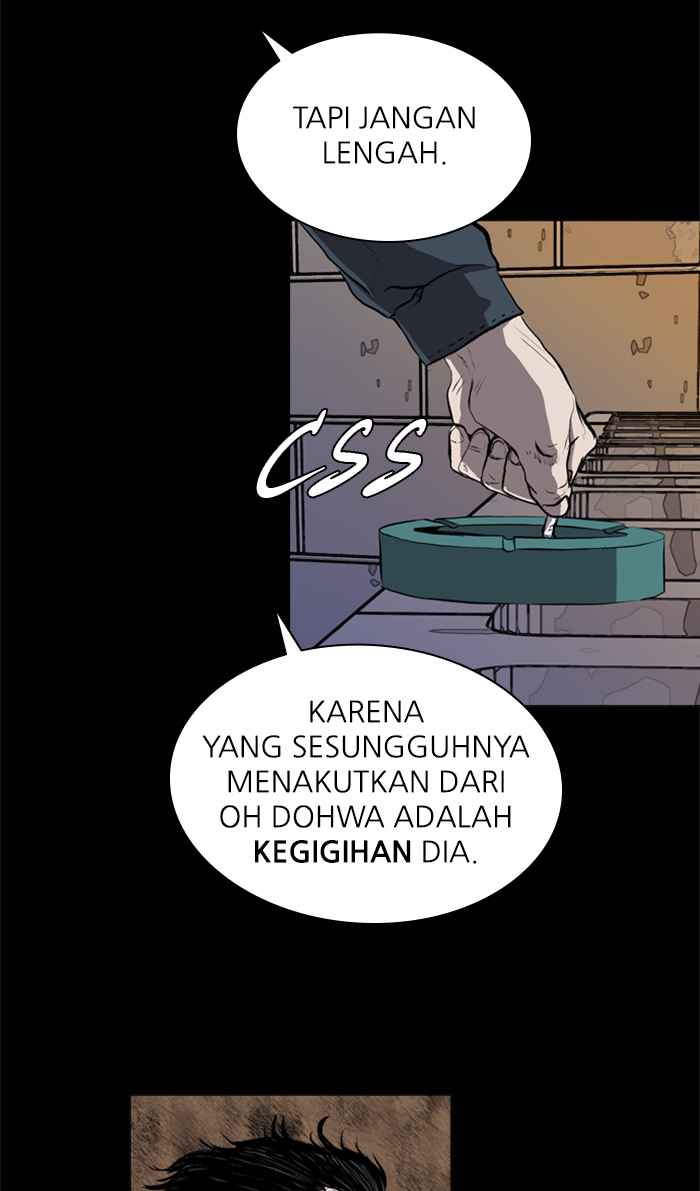 TAPI JANGAN
LENGAH.
CSS
KARENA
YANG SESUNGGUHNYA
MENAKUTKAN DARI
OH DOHWA ADALAH
KEGIGIHAN DIA.